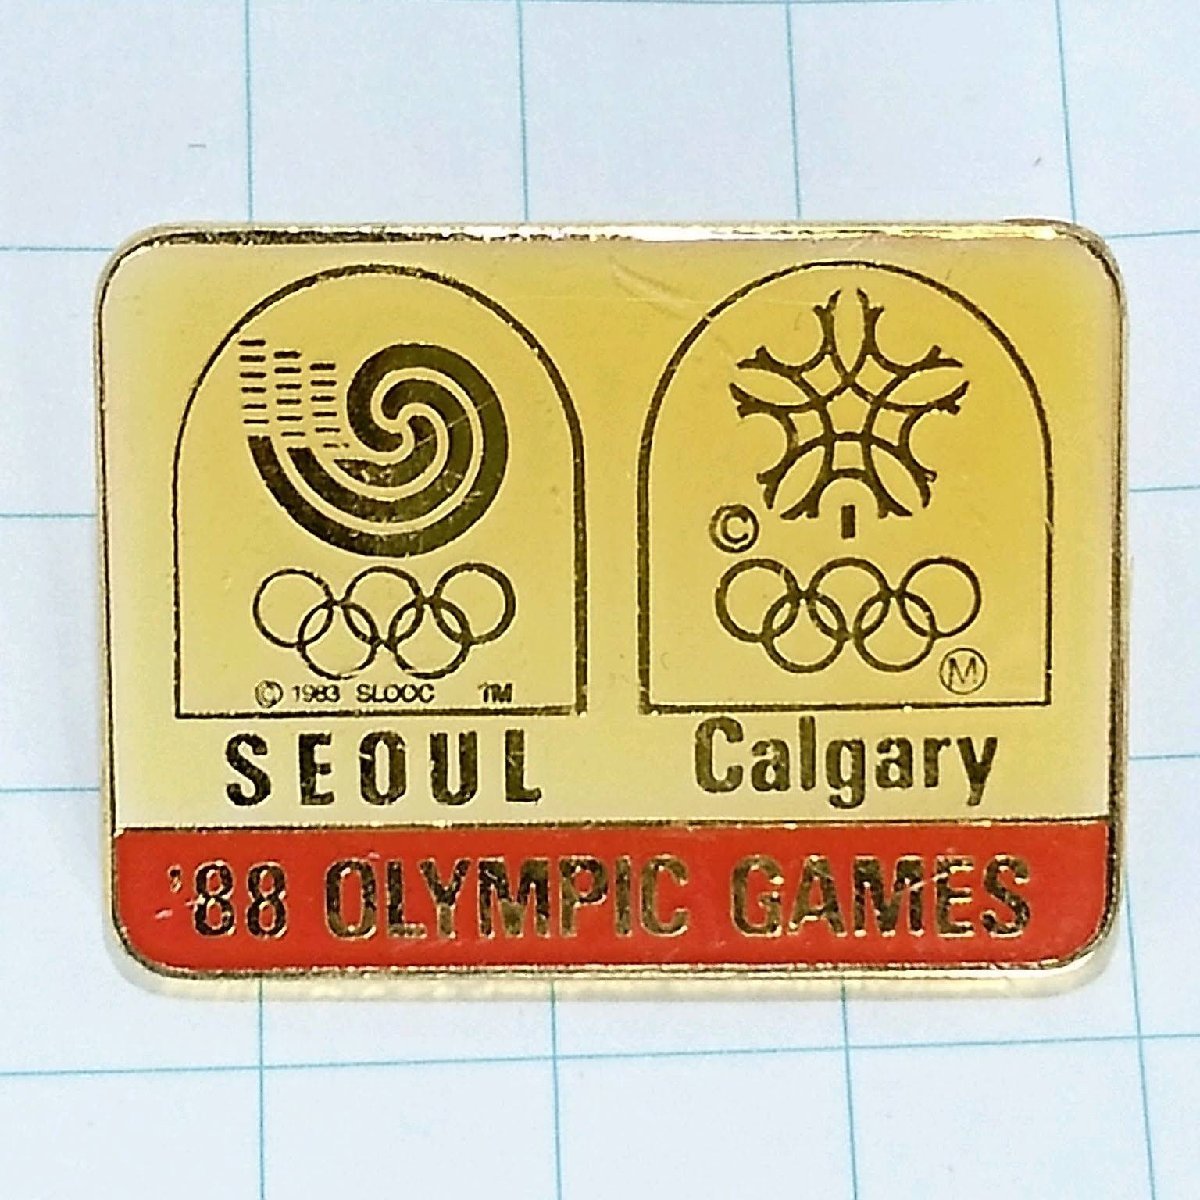 ©
© 1983 SLOOC TM
Ⓜ
SEOUL
Calgary
'88 OLYMPIC GAMES